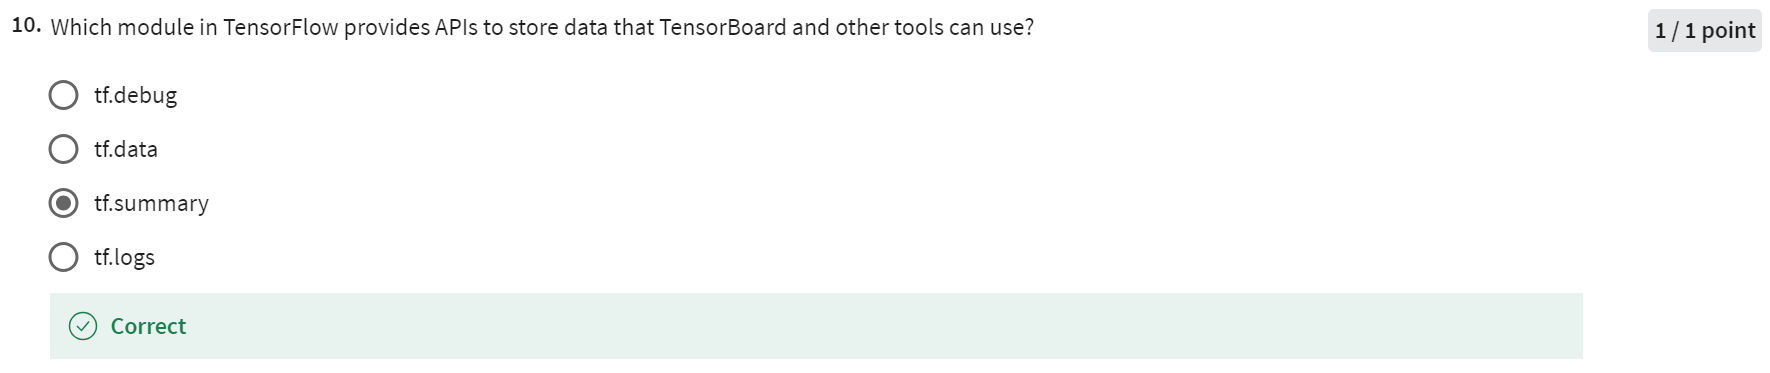 10. Which module in TensorFlow provides APIs to store data that TensorBoard and other tools can use?
1 / 1 point
tf.debug
tf.data
tf.summary
tf.logs
Correct